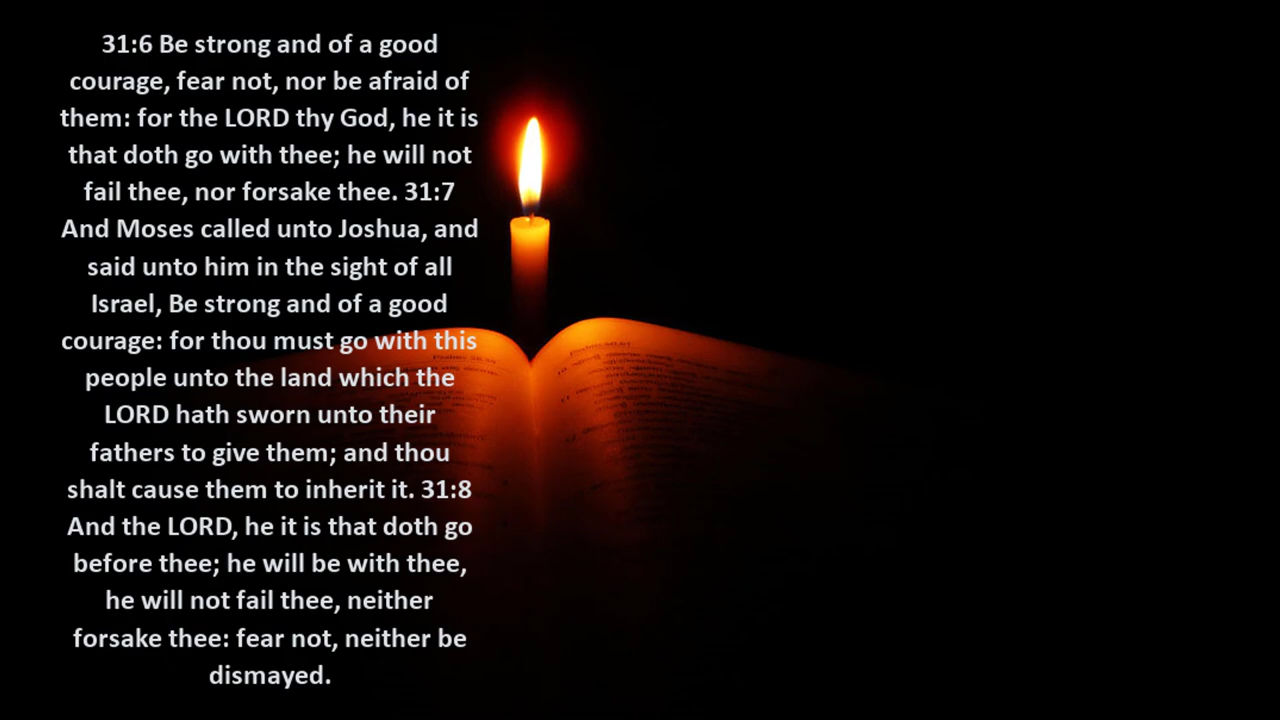 31:6 Be strong and of a good
courage, fear not, nor be afraid of
them: for the LORD thy God, he it is
that doth go with thee; he will not
fail thee, nor forsake thee. 31:7
And Moses called unto Joshua, and
said unto him in the sight of all
Israel, Be strong and of a good
courage: for thou must go with this
people unto the land which the
LORD hath sworn unto their
fathers to give them; and thou
shalt cause them to inherit it. 31:8
And the LORD, he it is that doth go
before thee; he will be with thee,
he will not fail thee, neither
forsake thee: fear not, neither be
dismayed.